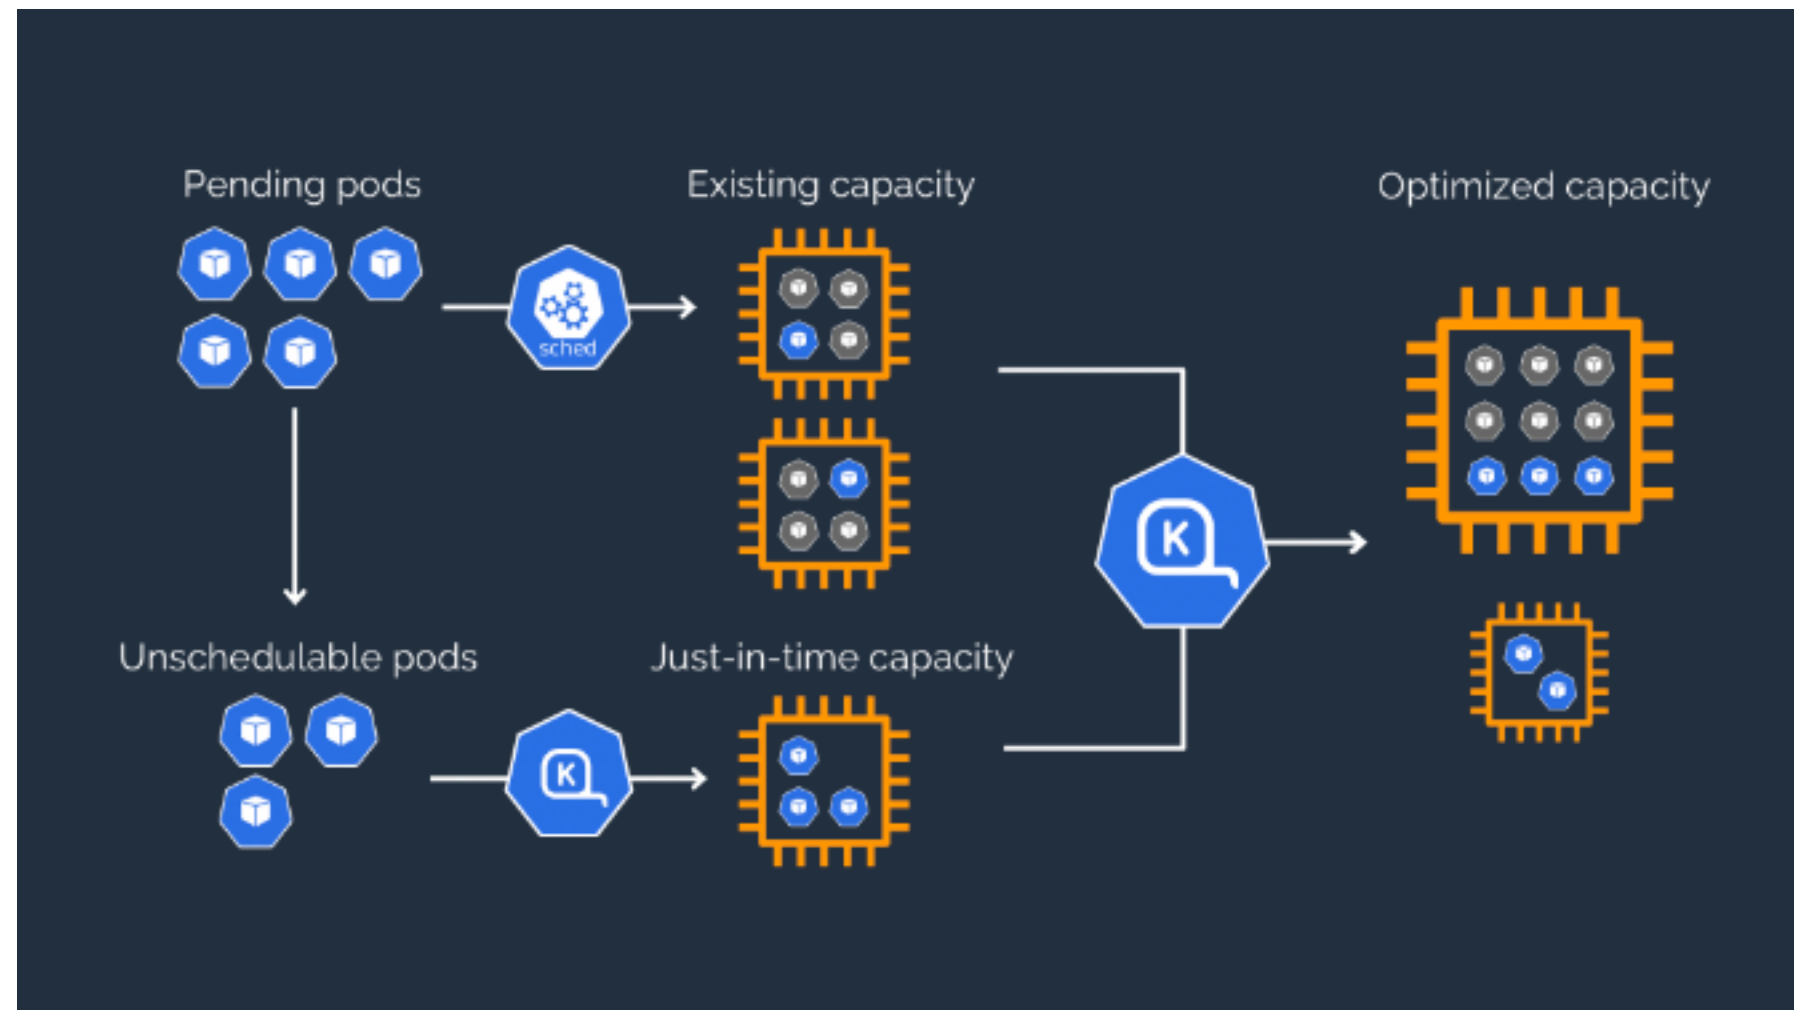 Pending pods
Existing capacity
Optimized capacity
sched
K
Unschedulable pods
Just-in-time capacity
K